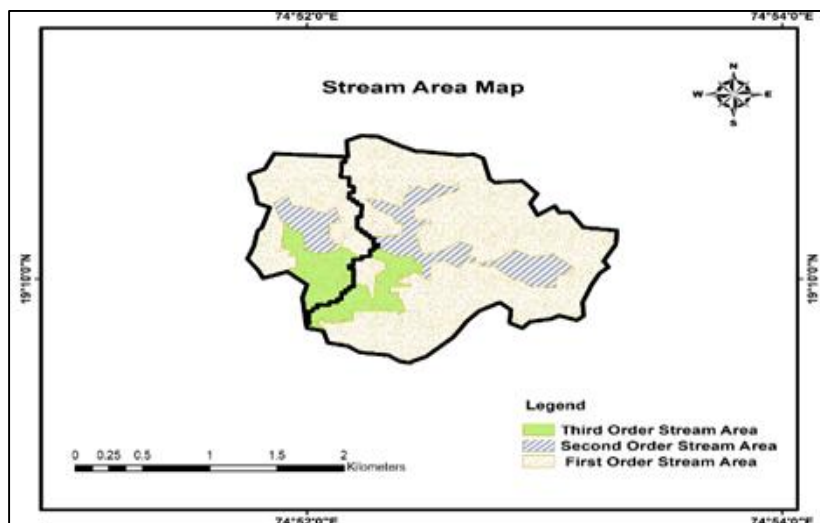 74°52'0"E
74°54'0"E
Stream Area Map
N
W E
S
19°10'0"N
19°10'0"N
Legend
Third Order Stream Area
Second Order Stream Area
First Order Stream Area
0 0.25 0.5 1 1.5 2
Kilometers
74°52'0"E
74°54'0"E